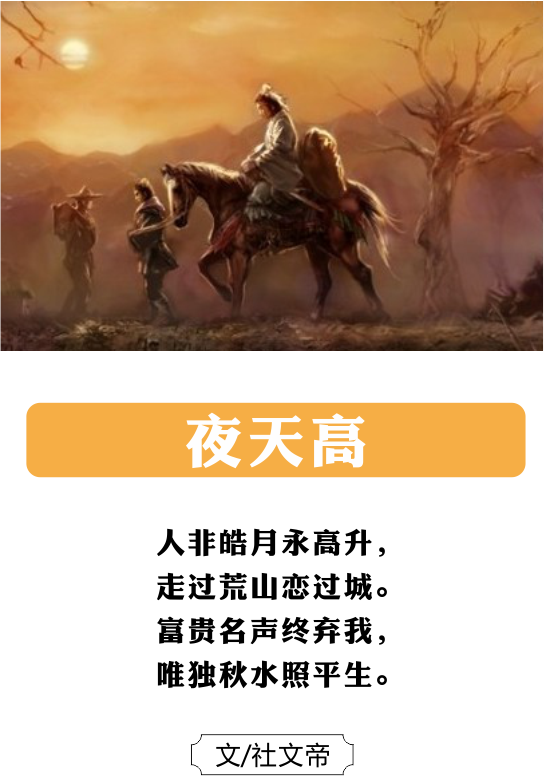 夜天高
人非皓月永高升，
走过荒山恋过城。
富贵名声终弃我，
唯独秋水照平生。
文/社文帝